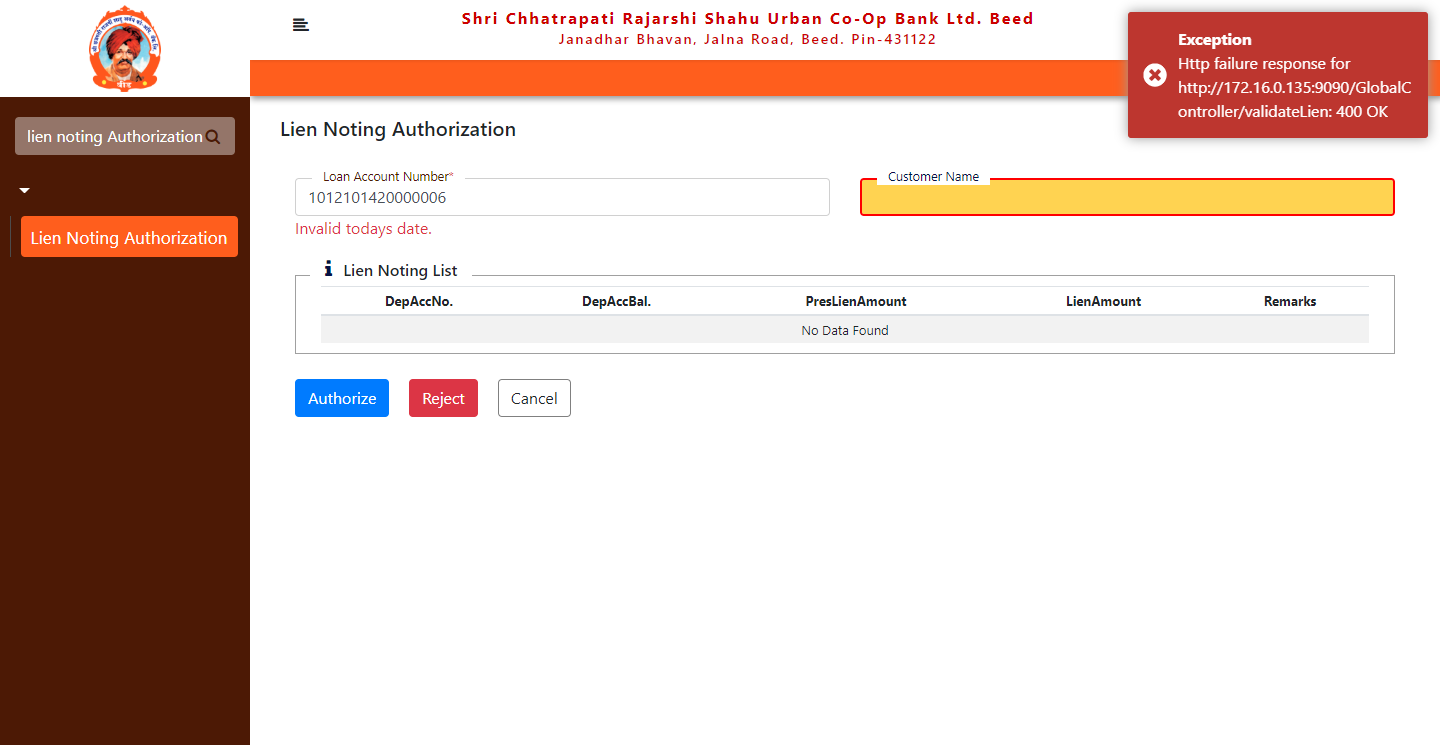 Shri Chhatrapati Rajarshi Shahu Urban Co-Op Bank Ltd. Beed
Janadhar Bhavan, Jalna Road, Beed. Pin-431122
Exception
Http failure response for
http://172.16.0.135:9090/GlobalC
ontroller/validateLien: 400 OK
lien noting Authorization
Lien Noting Authorization
Lien Noting Authorization
Loan Account Number*
1012101420000006
Invalid todays date.
Customer Name
Lien Noting List
DepAccNo. DepAccBal. PresLienAmount LienAmount Remarks
No Data Found
Authorize Reject Cancel